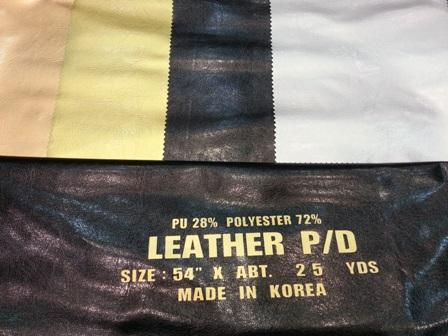 PU 28% POLYESTER 72%
LEATHER P/D
SIZE : 54" X ABT. 25 YDS
MADE IN KOREA